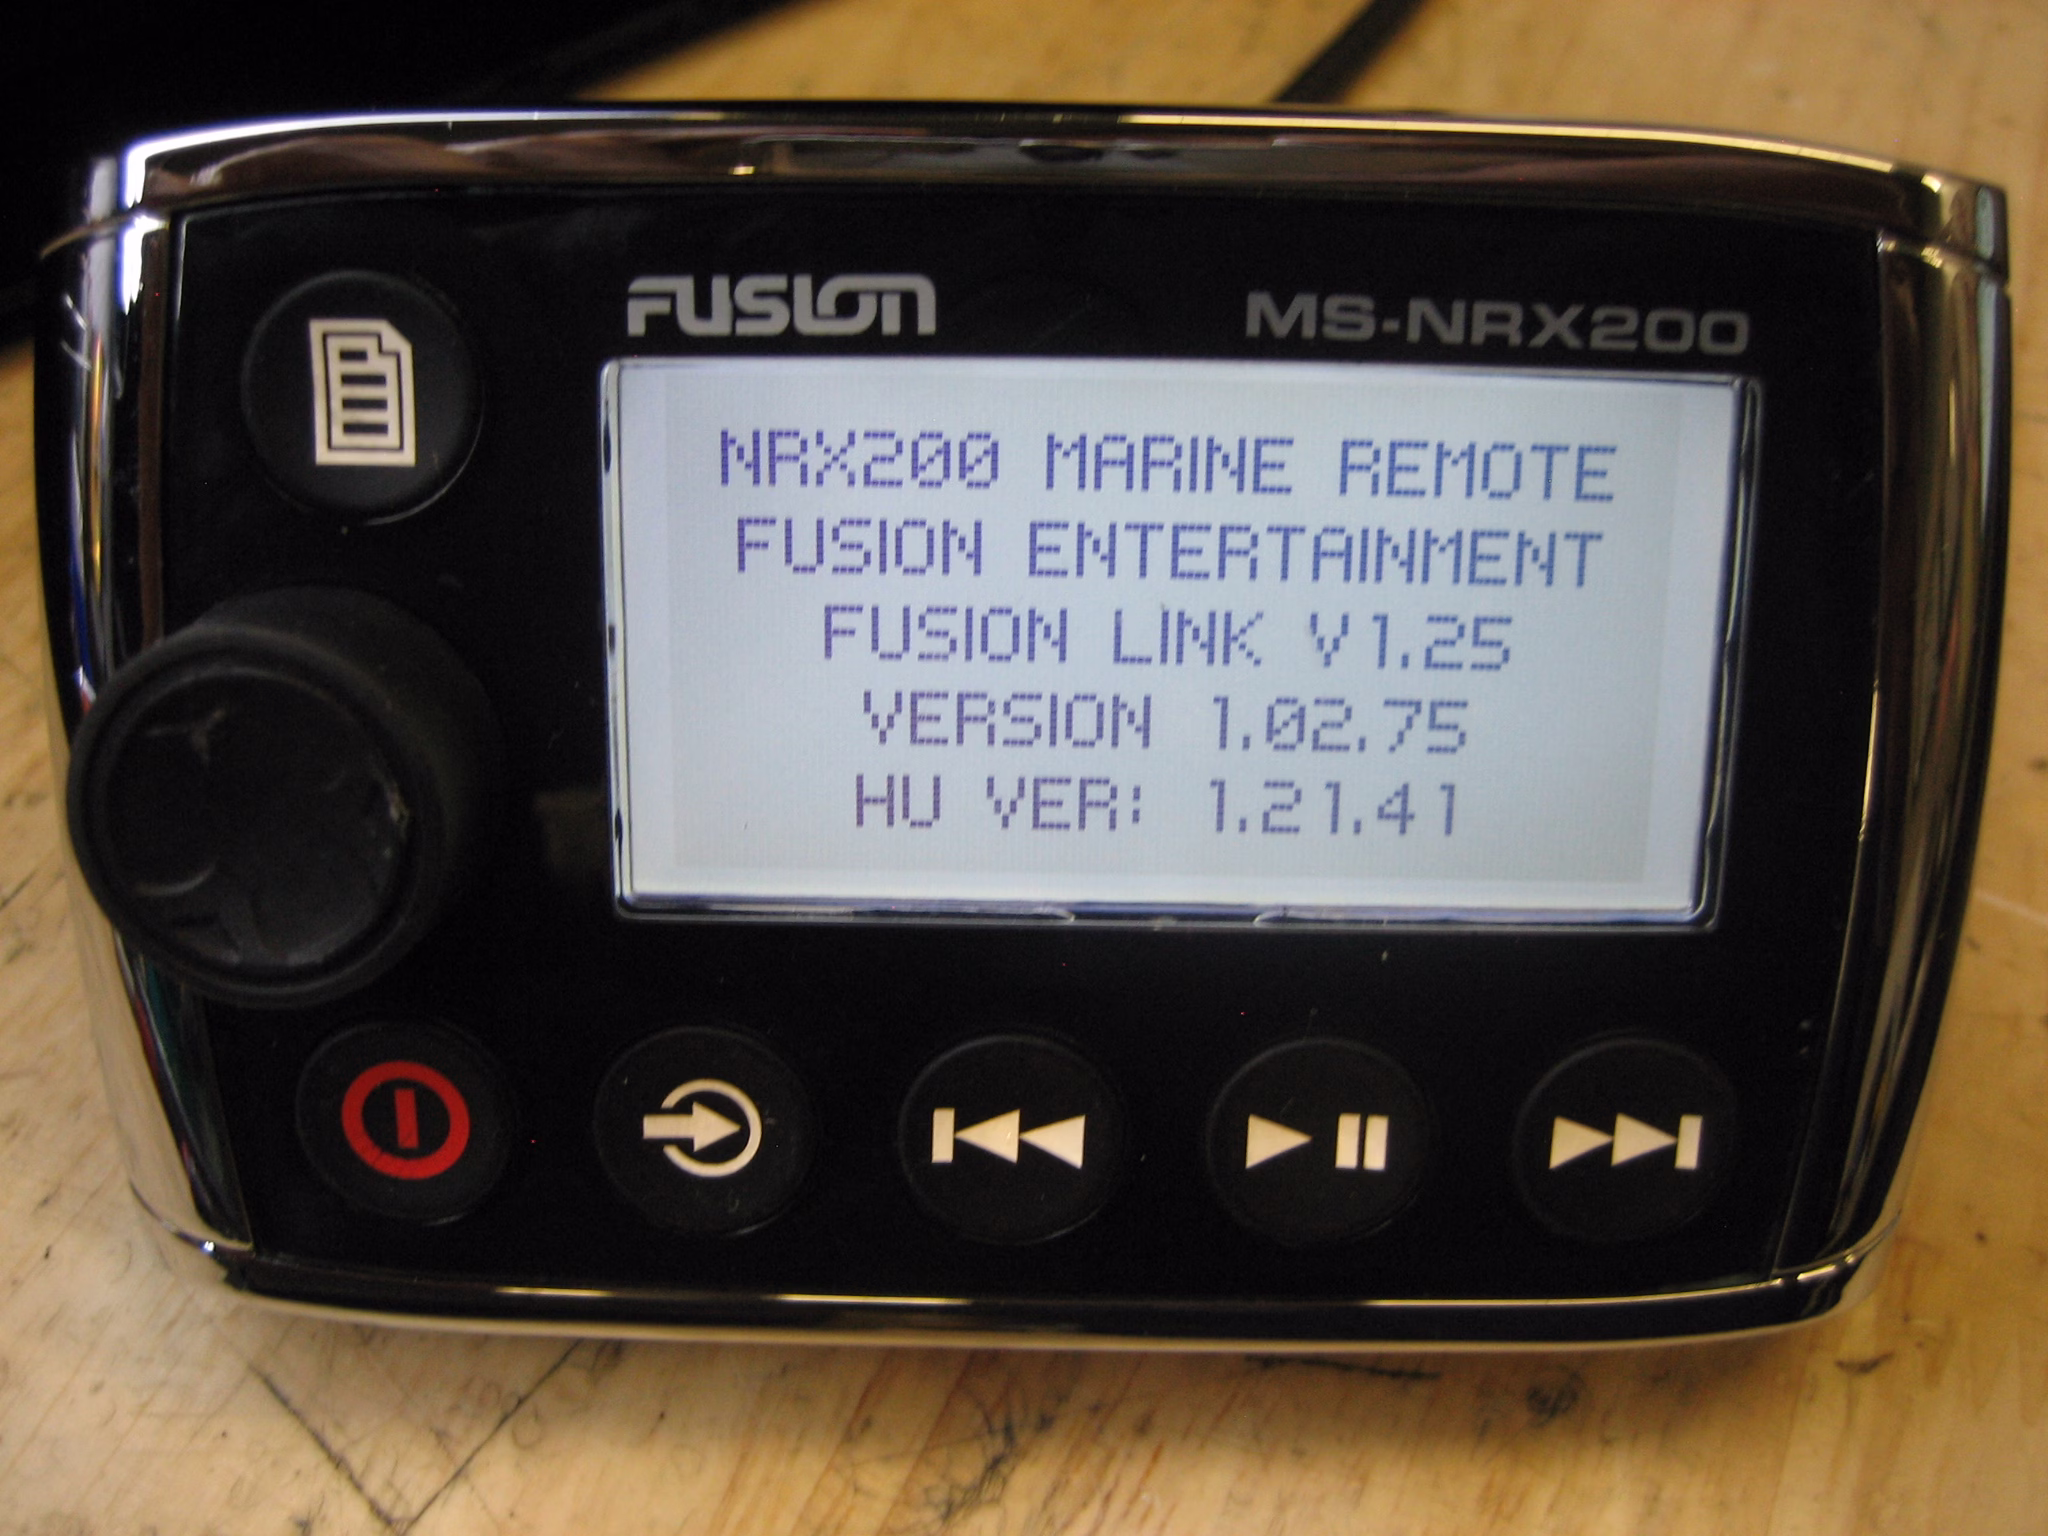 FUSION
MS-NRX200
NRX200 MARINE REMOTE
FUSION ENTERTAINMENT
FUSION LINK V1.25
VERSION 1.02.75
HU VER: 1.21.41